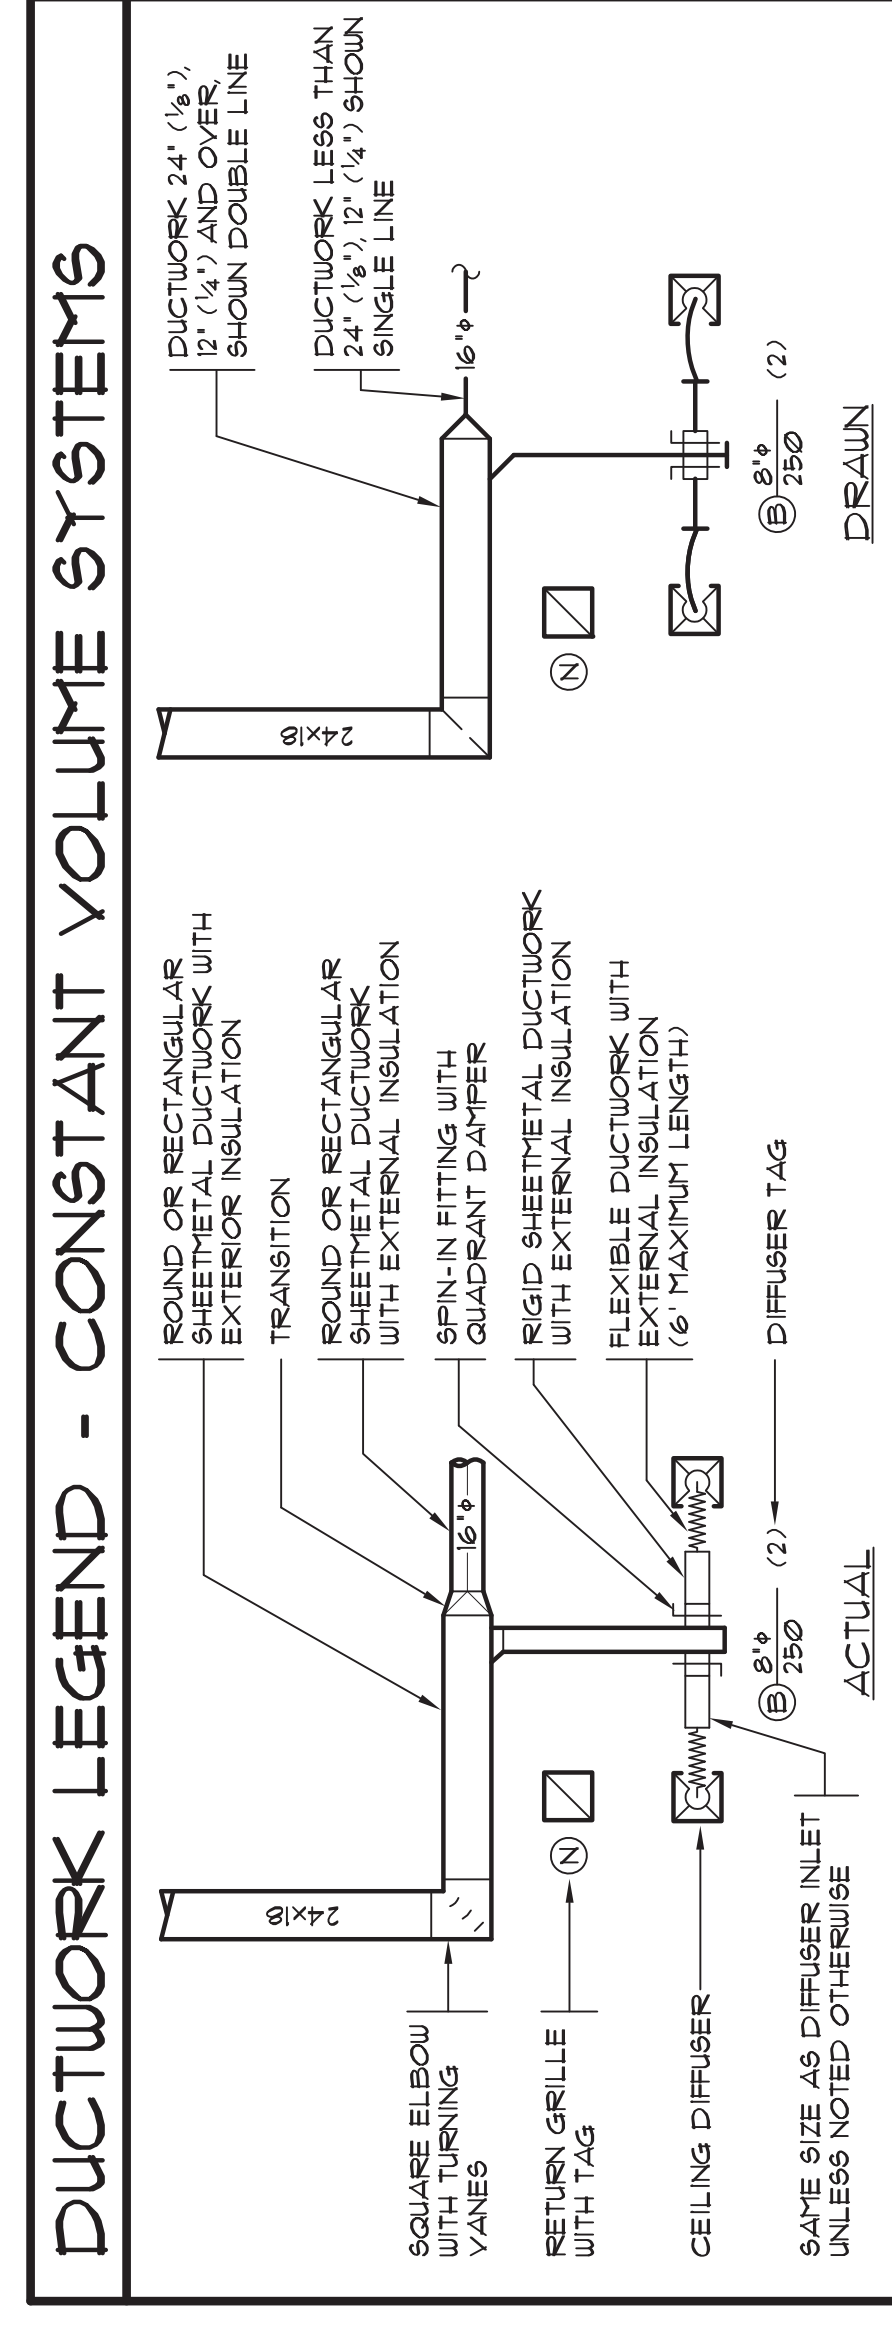 DUCTWORK LEGEND - CONSTANT VOLUME SYSTEMS
SQUARE ELBOW
WITH TURNING
VANES
RETURN GRILLE
WITH TAG
CEILING DIFFUSER
SAME SIZE AS DIFFUSER INLET
UNLESS NOTED OTHERWISE
24x18
N
16"ϕ
ROUND OR RECTANGULAR
SHEETMETAL DUCTWORK WITH
EXTERIOR INSULATION
TRANSITION
ROUND OR RECTANGULAR
SHEETMETAL DUCTWORK
WITH EXTERNAL INSULATION
SPIN-IN FITTING WITH
QUADRANT DAMPER
RIGID SHEETMETAL DUCTWORK
WITH EXTERNAL INSULATION
FLEXIBLE DUCTWORK WITH
EXTERNAL INSULATION
(6' MAXIMUM LENGTH)
DIFFUSER TAG
B 8"ϕ (2)
250
ACTUAL
24x18
N
DUCTWORK 24" (1/8"),
12" (1/4") AND OVER,
SHOWN DOUBLE LINE
DUCTWORK LESS THAN
24" (1/8"), 12" (1/4") SHOWN
SINGLE LINE
16"ϕ
B 8"ϕ (2)
250
DRAWN